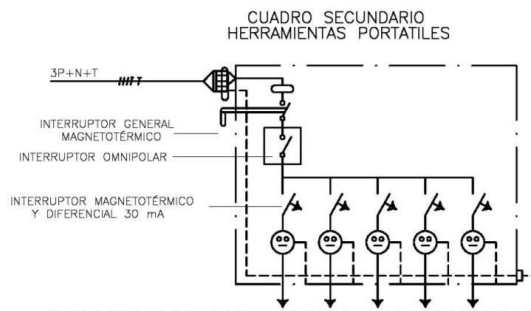 CUADRO SECUNDARIO
HERRAMIENTAS PORTATILES
3P+N+T
INTERRUPTOR GENERAL
MAGNETOTÉRMICO
INTERRUPTOR OMNIPOLAR
INTERRUPTOR MAGNETOTÉRMICO
Y DIFERENCIAL 30 mA